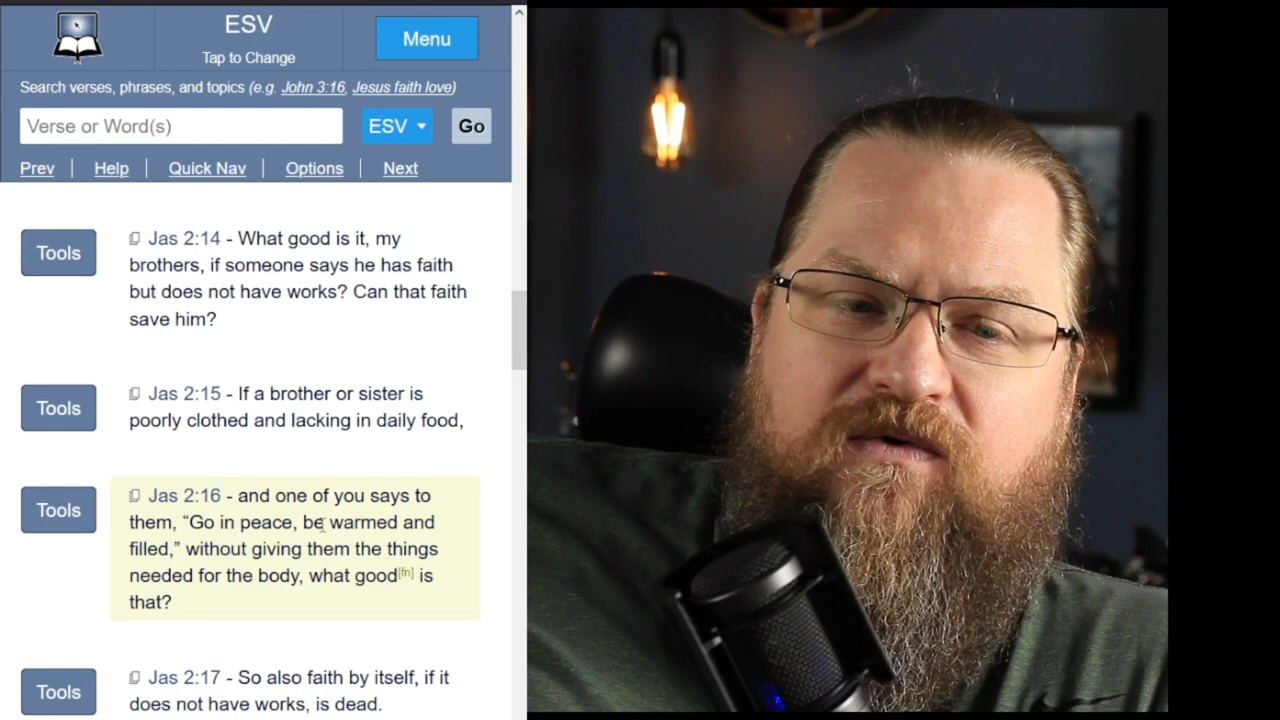 ESV
Tap to Change
Menu
Search verses, phrases, and topics (e.g. John 3:16, Jesus faith love)
Verse or Word(s)
ESV
Go
Prev
Help
Quick Nav
Options
Next
Tools
Jas 2:14 - What good is it, my
brothers, if someone says he has faith
but does not have works? Can that faith
save him?
Tools
Jas 2:15 - If a brother or sister is
poorly clothed and lacking in daily food,
Tools
Jas 2:16 - and one of you says to
them, “Go in peace, be warmed and
filled,” without giving them the things
needed for the body, what good[fn] is
that?
Tools
Jas 2:17 - So also faith by itself, if it
does not have works, is dead.